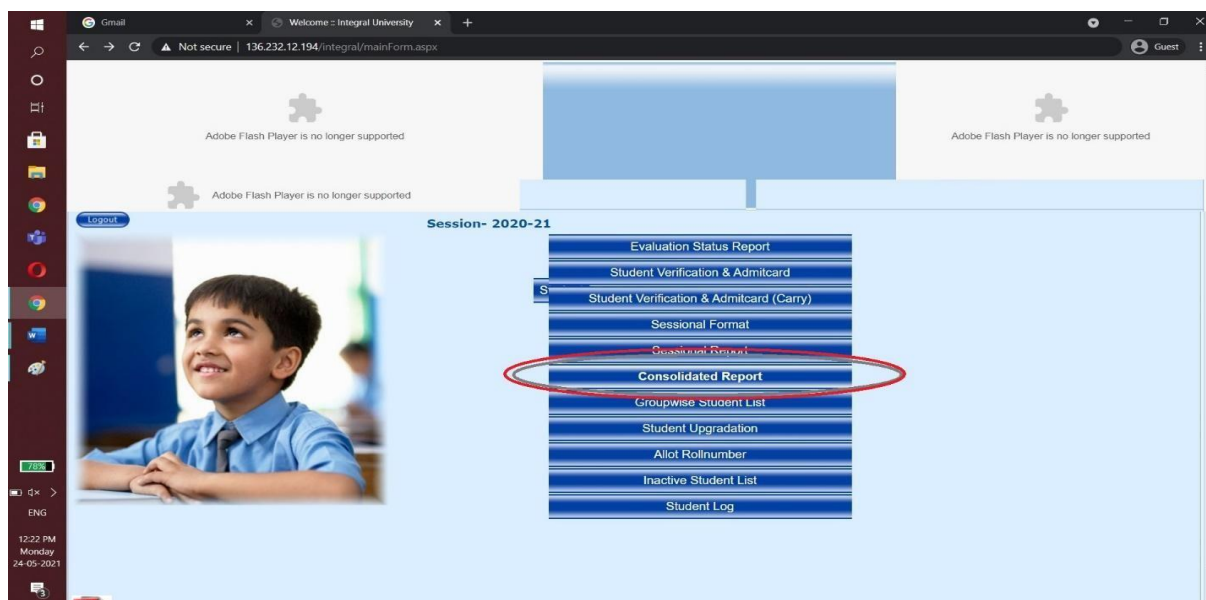 Gmail
Welcome :: Integral University
Not secure | 136.232.12.194/integral/mainForm.aspx
Guest
Adobe Flash Player is no longer supported
Adobe Flash Player is no longer supported
Adobe Flash Player is no longer supported
Logout
Session- 2020-21
Evaluation Status Report
Student Verification & Admitcard
Student Verification & Admitcard (Carry)
Sessional Format
Sessional Report
Consolidated Report
Groupwise Student List
Student Upgradation
Allot Rollnumber
Inactive Student List
Student Log
78%
ENG
12:22 PM
Monday
24-05-2021
3